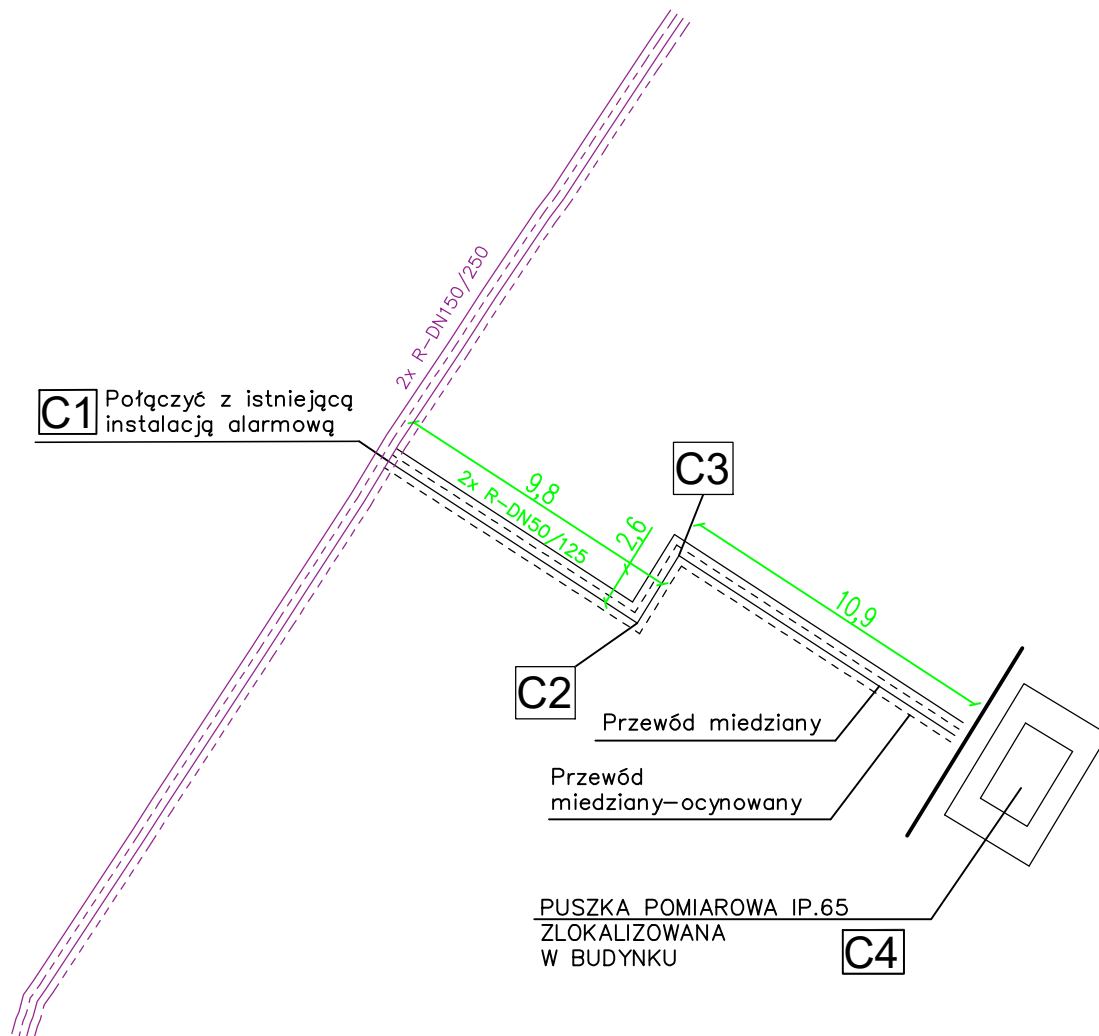 2x R-DN150/250
C1
Połączyć z istniejącą
instalacją alarmową
9,8
2x R-DN50/125
2,6
C3
10,9
C2
Przewód miedziany
Przewód
miedziany-ocynowany
PUSZKA POMIAROWA IP.65
ZLOKALIZOWANA
W BUDYNKU
C4